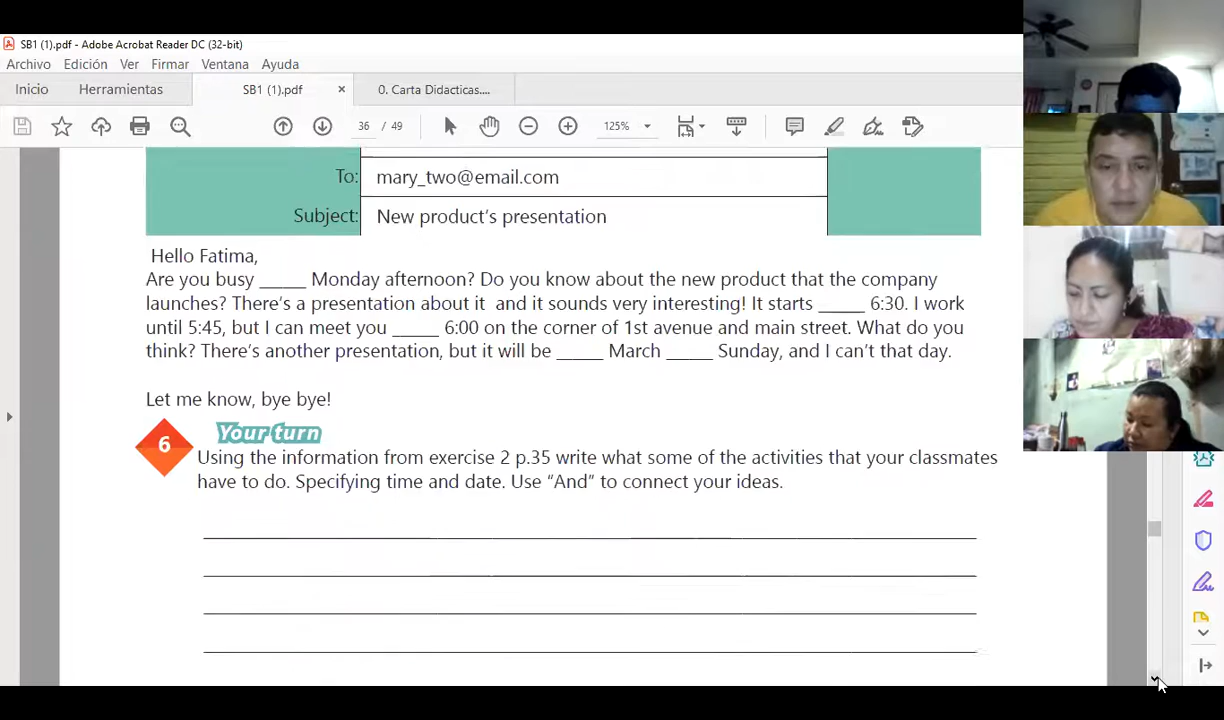 SB1 (1).pdf - Adobe Acrobat Reader DC (32-bit)
Archivo Edición Ver Firmar Ventana Ayuda
Inicio Herramientas SB1 (1).pdf × 0. Carta Didacticas....
36 / 49 125%
To: mary_two@email.com
Subject: New product's presentation
Hello Fatima,
Are you busy _____ Monday afternoon? Do you know about the new product that the company
launches? There's a presentation about it and it sounds very interesting! It starts _____ 6:30. I work
until 5:45, but I can meet you _____ 6:00 on the corner of 1st avenue and main street. What do you
think? There's another presentation, but it will be _____ March _____ Sunday, and I can't that day.
Let me know, bye bye!
6 Your turn
Using the information from exercise 2 p.35 write what some of the activities that your classmates
have to do. Specifying time and date. Use “And” to connect your ideas.